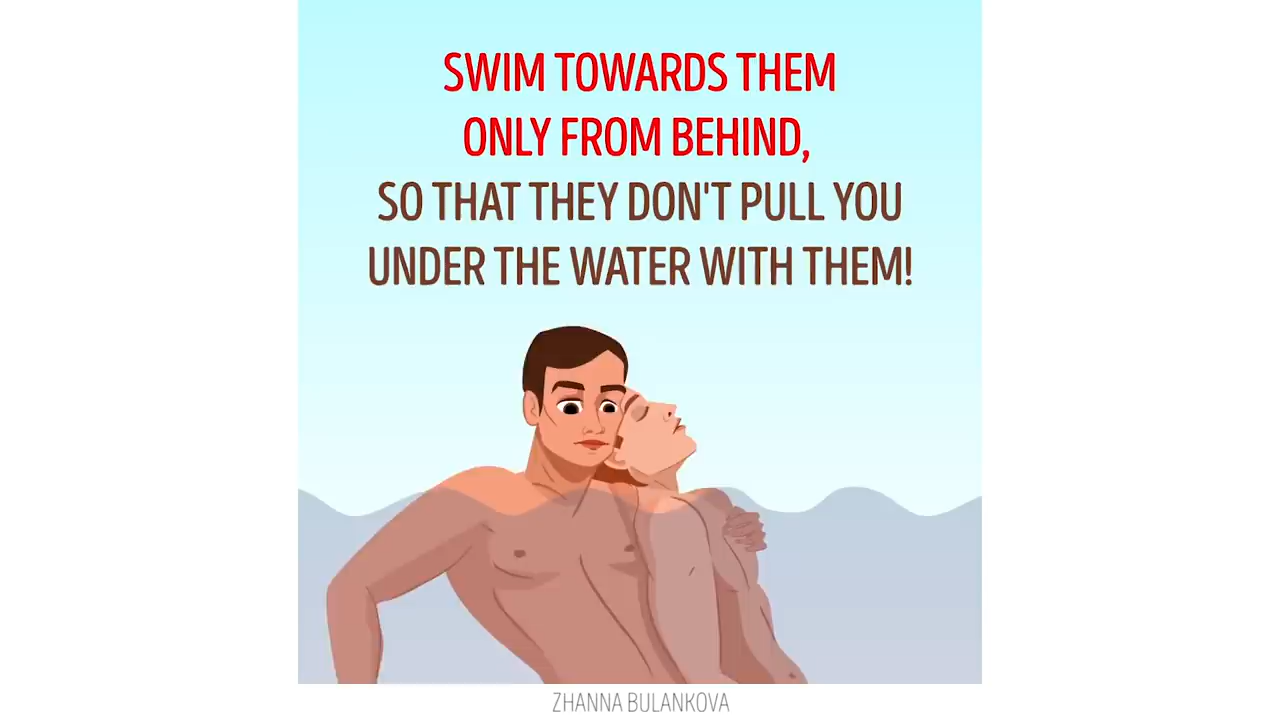 SWIM TOWARDS THEM
ONLY FROM BEHIND,
SO THAT THEY DON'T PULL YOU
UNDER THE WATER WITH THEM!
ZHANNA BULANKOVA